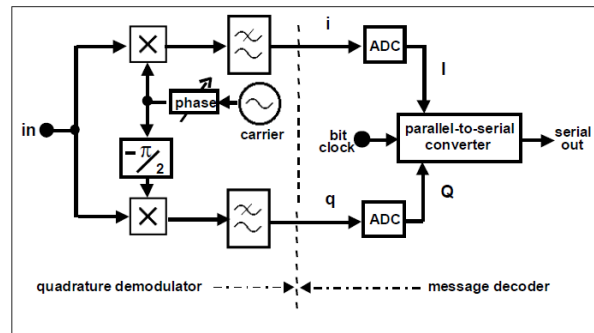 i
ADC
I
in
phase
carrier
bit
clock
parallel-to-serial
converter
serial
out
- π / 2
q
ADC
Q
quadrature demodulator
message decoder